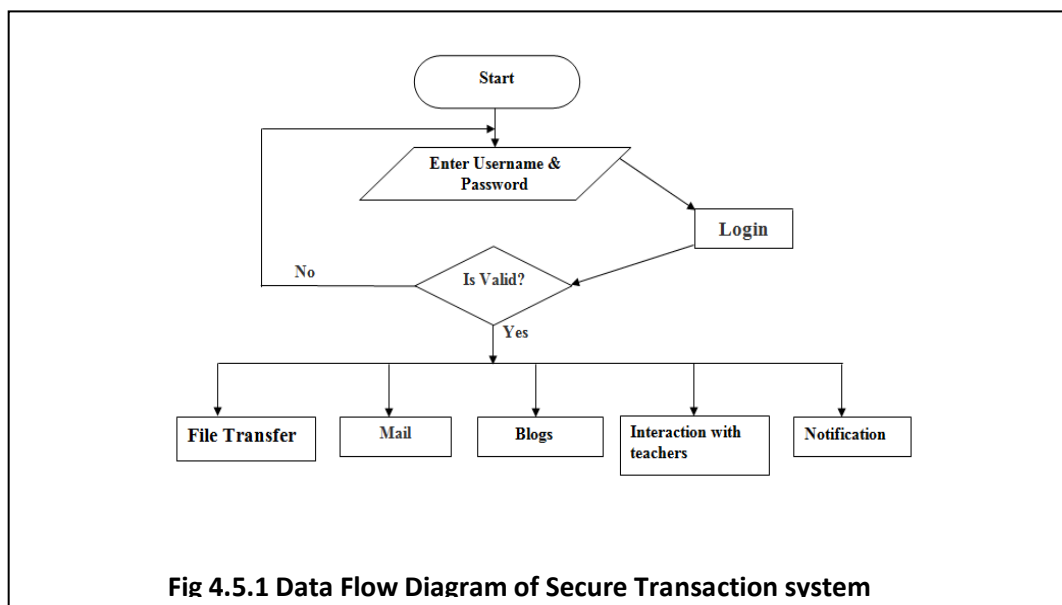 Start
Enter Username &
Password
Login
Is Valid?
No
Yes
File Transfer
Mail
Blogs
Interaction with
teachers
Notification
Fig 4.5.1 Data Flow Diagram of Secure Transaction system